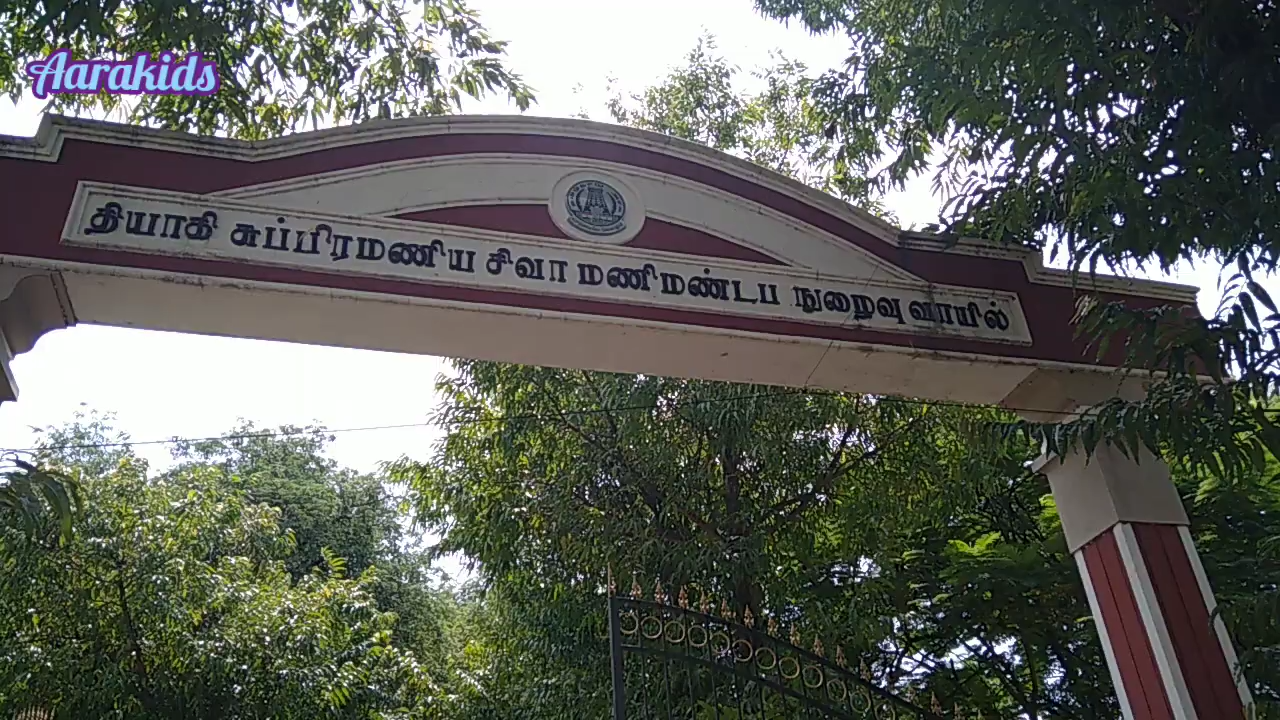 Aarakids
தியாகி சுப்பிரமணிய சிவா மணிமண்டப நுழைவு வாயில்